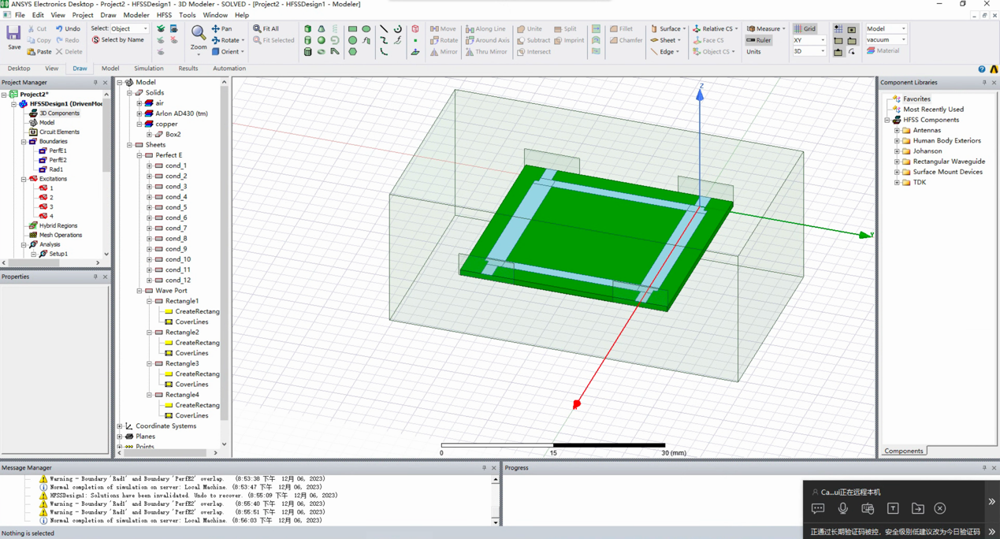 ANSYS Electronics Desktop - Project2 - HFSSDesign1 (DrivenModal) - 3D Modeler - SOLVED - [Project2 - HFSSDesign1 - Modeler]
File Edit View Project Draw Modeler HFSS Tools Window Help
Save
Cut Undo
Copy Redo
Paste Delete
Select: Object
Select by Name
Zoom
Pan
Rotate
Orient
Fit All
Fit Selected
Move Along Line
Rotate Around Axis
Mirror Thru Mirror
Unite Split
Subtract Imprint
Intersect
Fillet
Chamfer
Surface
Sheet
Edge
Relative CS
Face CS
Object CS
Measure
Ruler
Units
Grid
XY
3D
Model
vacuum
Material
Desktop View Draw Model Simulation Results Automation
Project Manager
Project2*
HFSSDesign1 (DrivenMor
3D Components
Model
Circuit Elements
Boundaries
PerfE1
PerfE2
Rad1
Excitations
1
2
3
4
Hybrid Regions
Mesh Operations
Analysis
Setup1
Properties
Model
Solids
air
Arlon AD430 (tm)
copper
Box2
Sheets
Perfect E
cond_1
cond_2
cond_3
cond_4
cond_5
cond_6
cond_7
cond_8
cond_9
cond_10
cond_11
cond_12
Wave Port
Rectangle1
CreateRectang
CoverLines
Rectangle2
CreateRectang
CoverLines
Rectangle3
CreateRectang
CoverLines
Rectangle4
CreateRectang
CoverLines
Coordinate Systems
Planes
Points
Z
Y
0 15 30 (mm)
Component Libraries
Favorites
Most Recently Used
HFSS Components
Antennas
Human Body Exteriors
Johanson
Rectangular Waveguide
Surface Mount Devices
TDK
Components
Message Manager
Warning - Boundary 'Rad1' and Boundary 'PerfE2' overlap. (8:53:38 下午 12月 06, 2023)
Normal completion of simulation on server: Local Machine. (8:53:47 下午 12月 06, 2023)
HFSSDesign1: Solutions have been invalidated. Undo to recover. (8:55:09 下午 12月 06, 2023)
Warning - Boundary 'Rad1' and Boundary 'PerfE2' overlap. (8:55:40 下午 12月 06, 2023)
Warning - Boundary 'Rad1' and Boundary 'PerfE2' overlap. (8:55:51 下午 12月 06, 2023)
Normal completion of simulation on server: Local Machine. (8:56:03 下午 12月 06, 2023)
Progress
Ca...ui正在远程本机
正通过长期验证码被控，安全级别低建议改为今日验证码
Nothing is selected